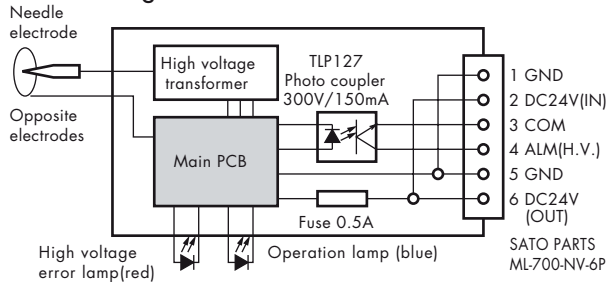 Needle
electrode
Opposite
electrodes
High voltage
transformer
TLP127
Photo coupler
300V/150mA
Main PCB
Fuse 0.5A
High voltage
error lamp(red)
Operation lamp (blue)
1 GND
2 DC24V(IN)
3 COM
4 ALM(H.V.)
5 GND
6 DC24V
(OUT)
SATO PARTS
ML-700-NV-6P